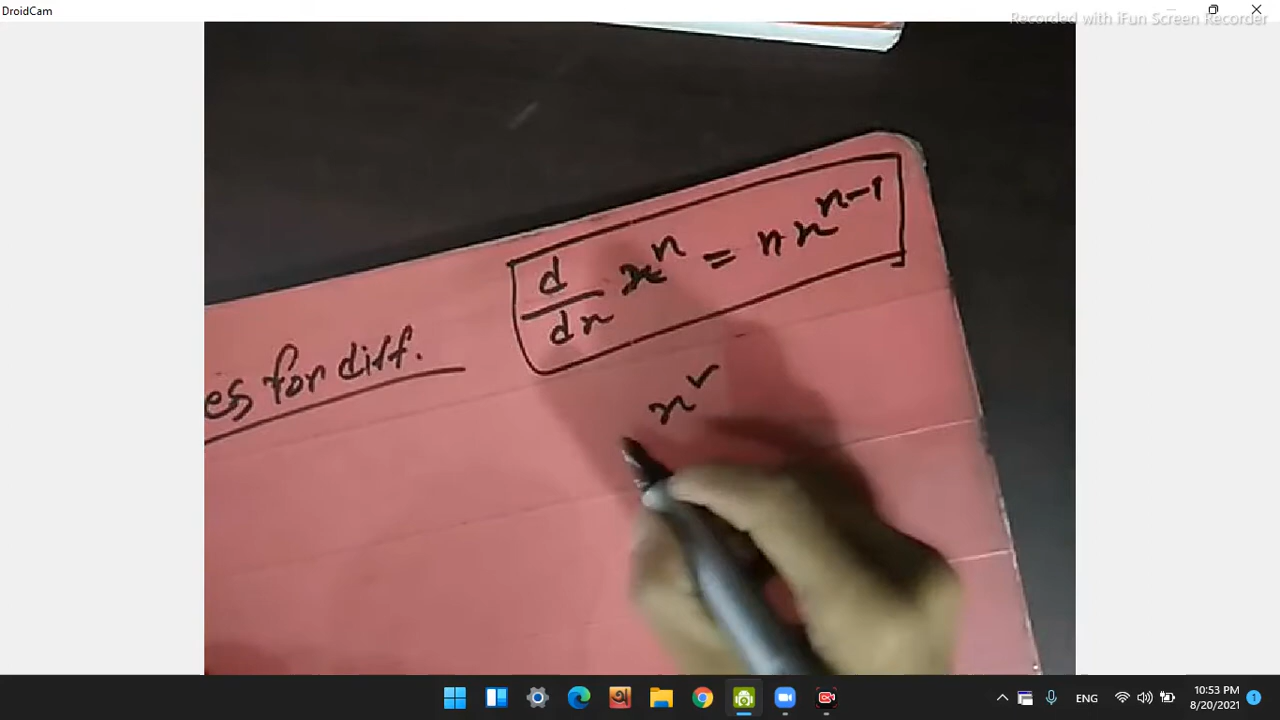 DroidCam
Recorded with iFun Screen Recorder
d/dx x^n = n x^(n-1)
es for diff.
x^2
ENG
10:53 PM
8/20/2021
1